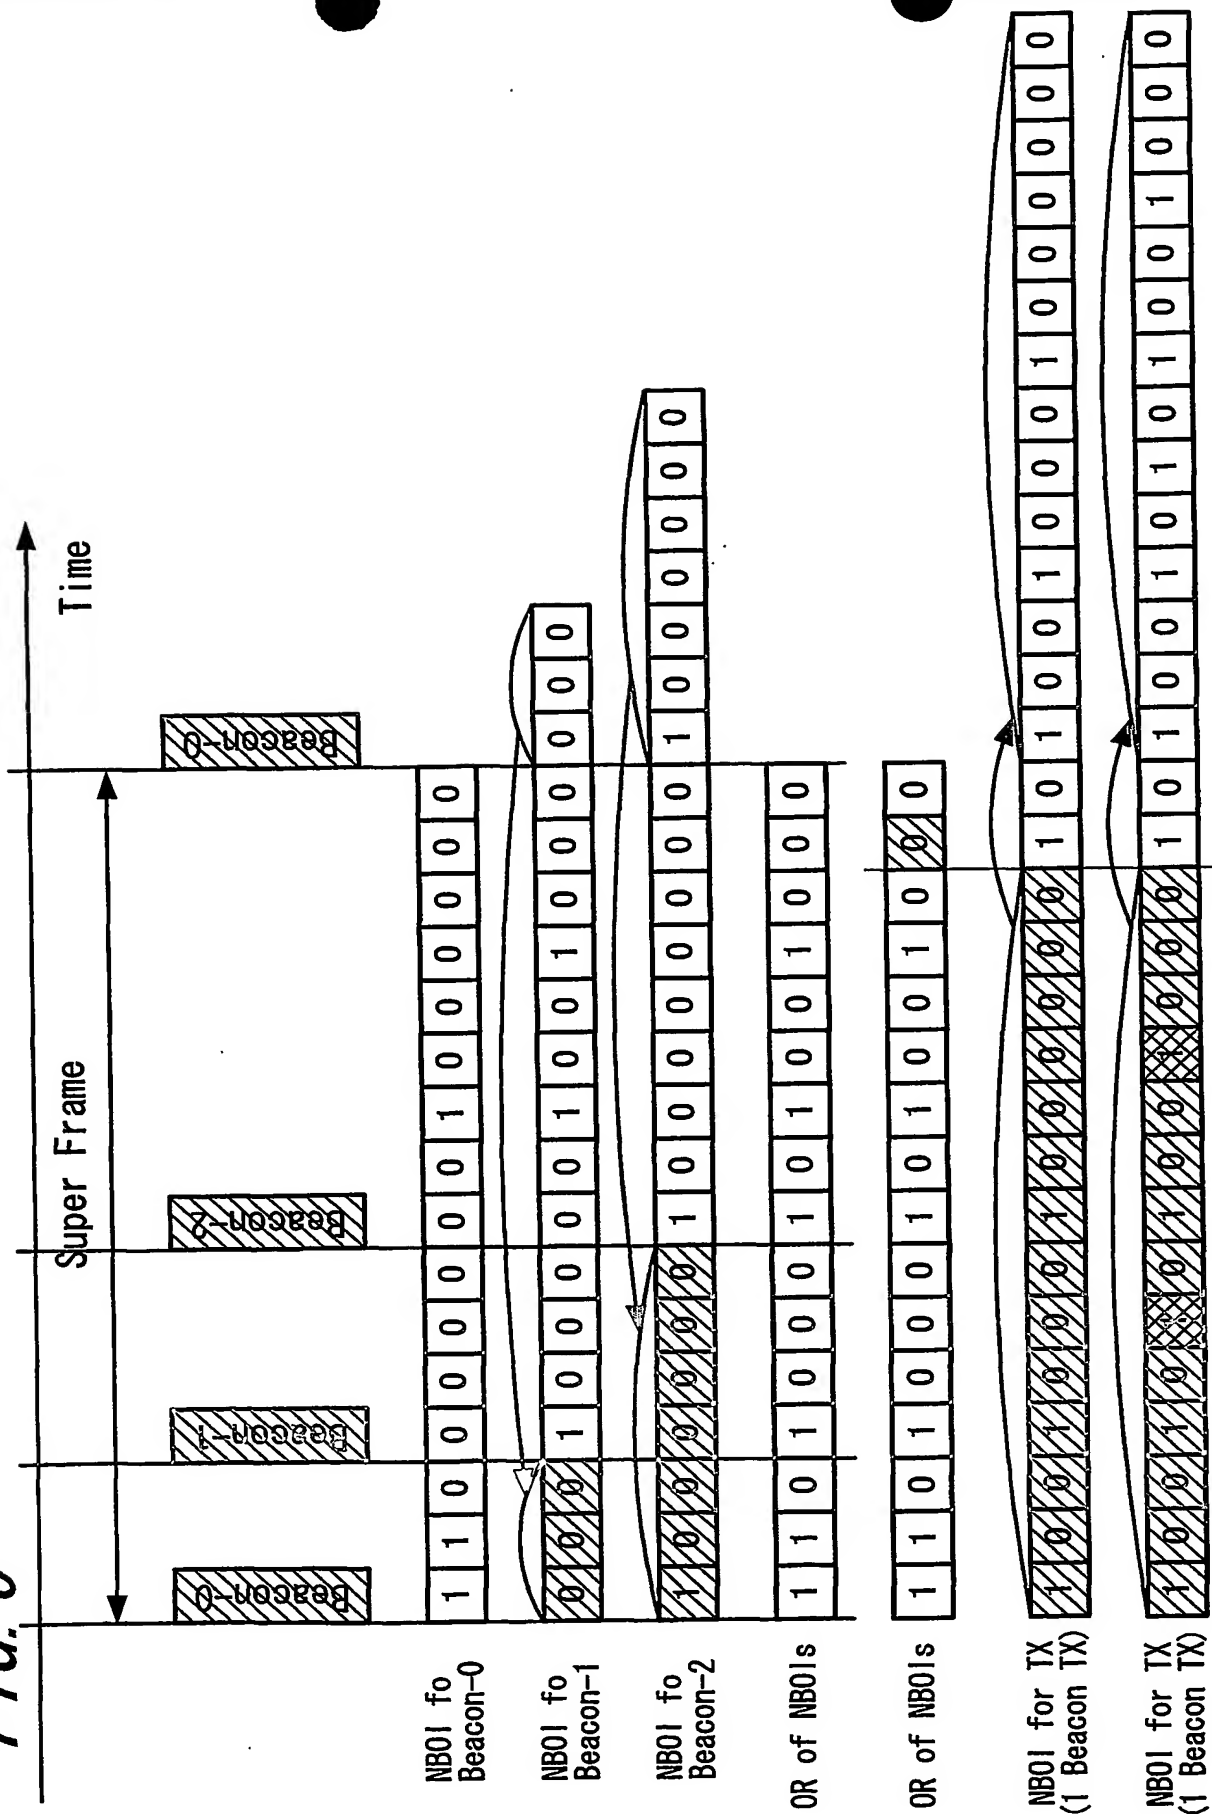 FIG.
Time
Super Frame
Beacon-0 Beacon-1 Beacon-2 Beacon-0
NBOI fo
Beacon-0
1 1 0 0 0 0 0 0 0 1 0 0 0 0 0 0
NBOI fo
Beacon-1
0 0 0 1 0 0 0 0 0 1 0 0 1 0 0 0 0 0 0
NBOI fo
Beacon-2
1 0 0 0 0 0 0 1 0 0 0 0 0 0 0 0 1 0 0 0 0 0 0
OR of NBOIs
1 1 0 1 0 0 0 1 0 1 0 0 1 0 0 0
OR of NBOIs
1 1 0 1 0 0 0 1 0 1 0 0 1 0 0 0
NBOI for TX
(1 Beacon TX)
1 0 0 1 0 0 0 1 0 0 0 0 0 0 1 0 1 0 0 1 0 0 0 1 0 0 0 0 0 0
NBOI for TX
(1 Beacon TX)
1 0 0 1 0 1 0 1 0 0 1 0 0 0 1 0 1 0 0 1 0 1 0 1 0 0 1 0 0 0